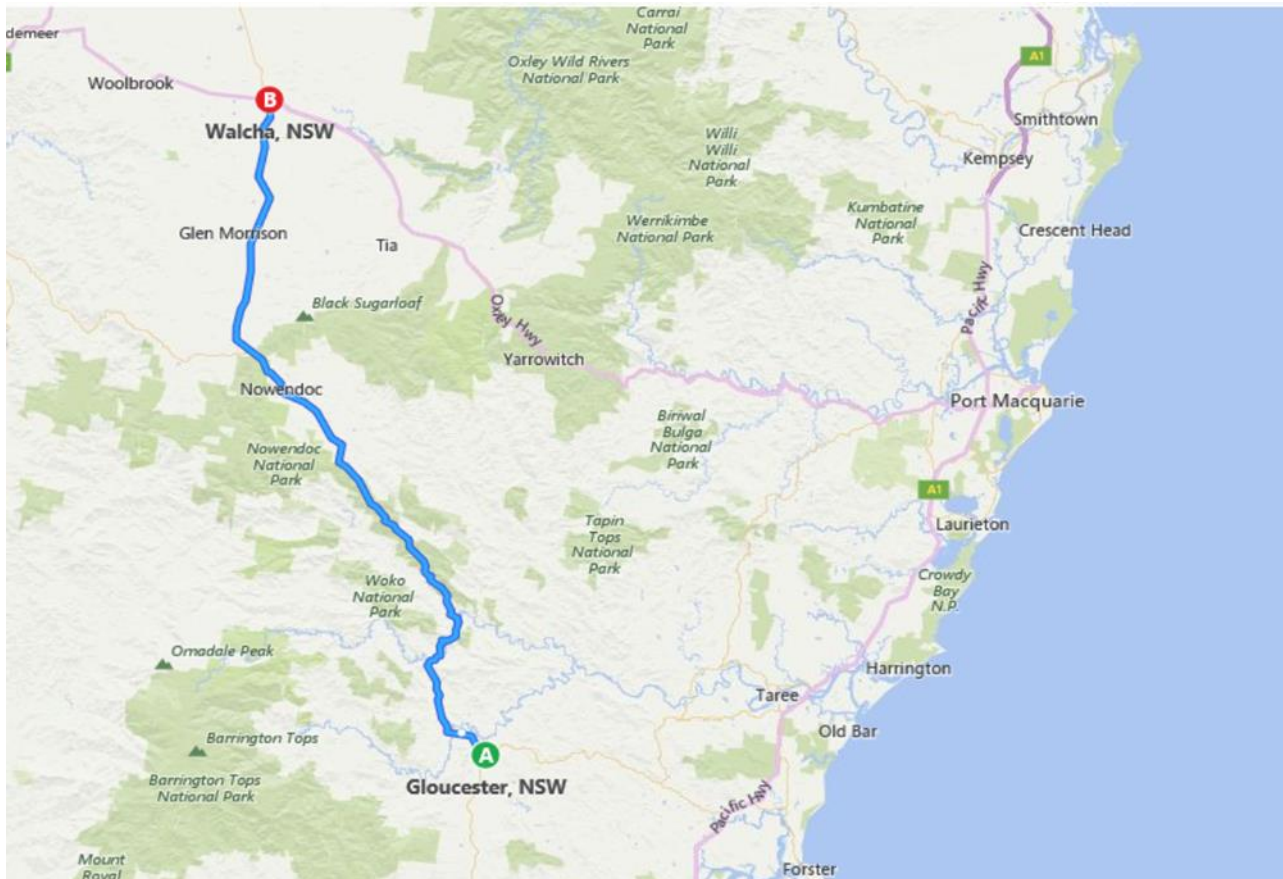 Carrai
National
Park
demeer
A1
Oxley Wild Rivers
National Park
Woolbrook
B
Smithtown
Walcha, NSW
Willi
Willi
National
Park
Kempsey
Werrikimbe
National Park
Kumbatine
National
Park
Glen Morrison
Tia
Crescent Head
Black Sugarloaf
Oxley Hwy
Pacific Hwy
Yarrowitch
Nowendoc
Port Macquarie
Biriwal
Bulga
National
Park
Nowendoc
National
Park
A1
Laurieton
Tapin
Tops
National
Park
Woko
National
Park
Crowdy
Bay
N.P.
Omadale Peak
Harrington
Taree
Old Bar
Barrington Tops
A
Barrington Tops
National Park
Gloucester, NSW
Pacific Hwy
Mount
Royal
Forster